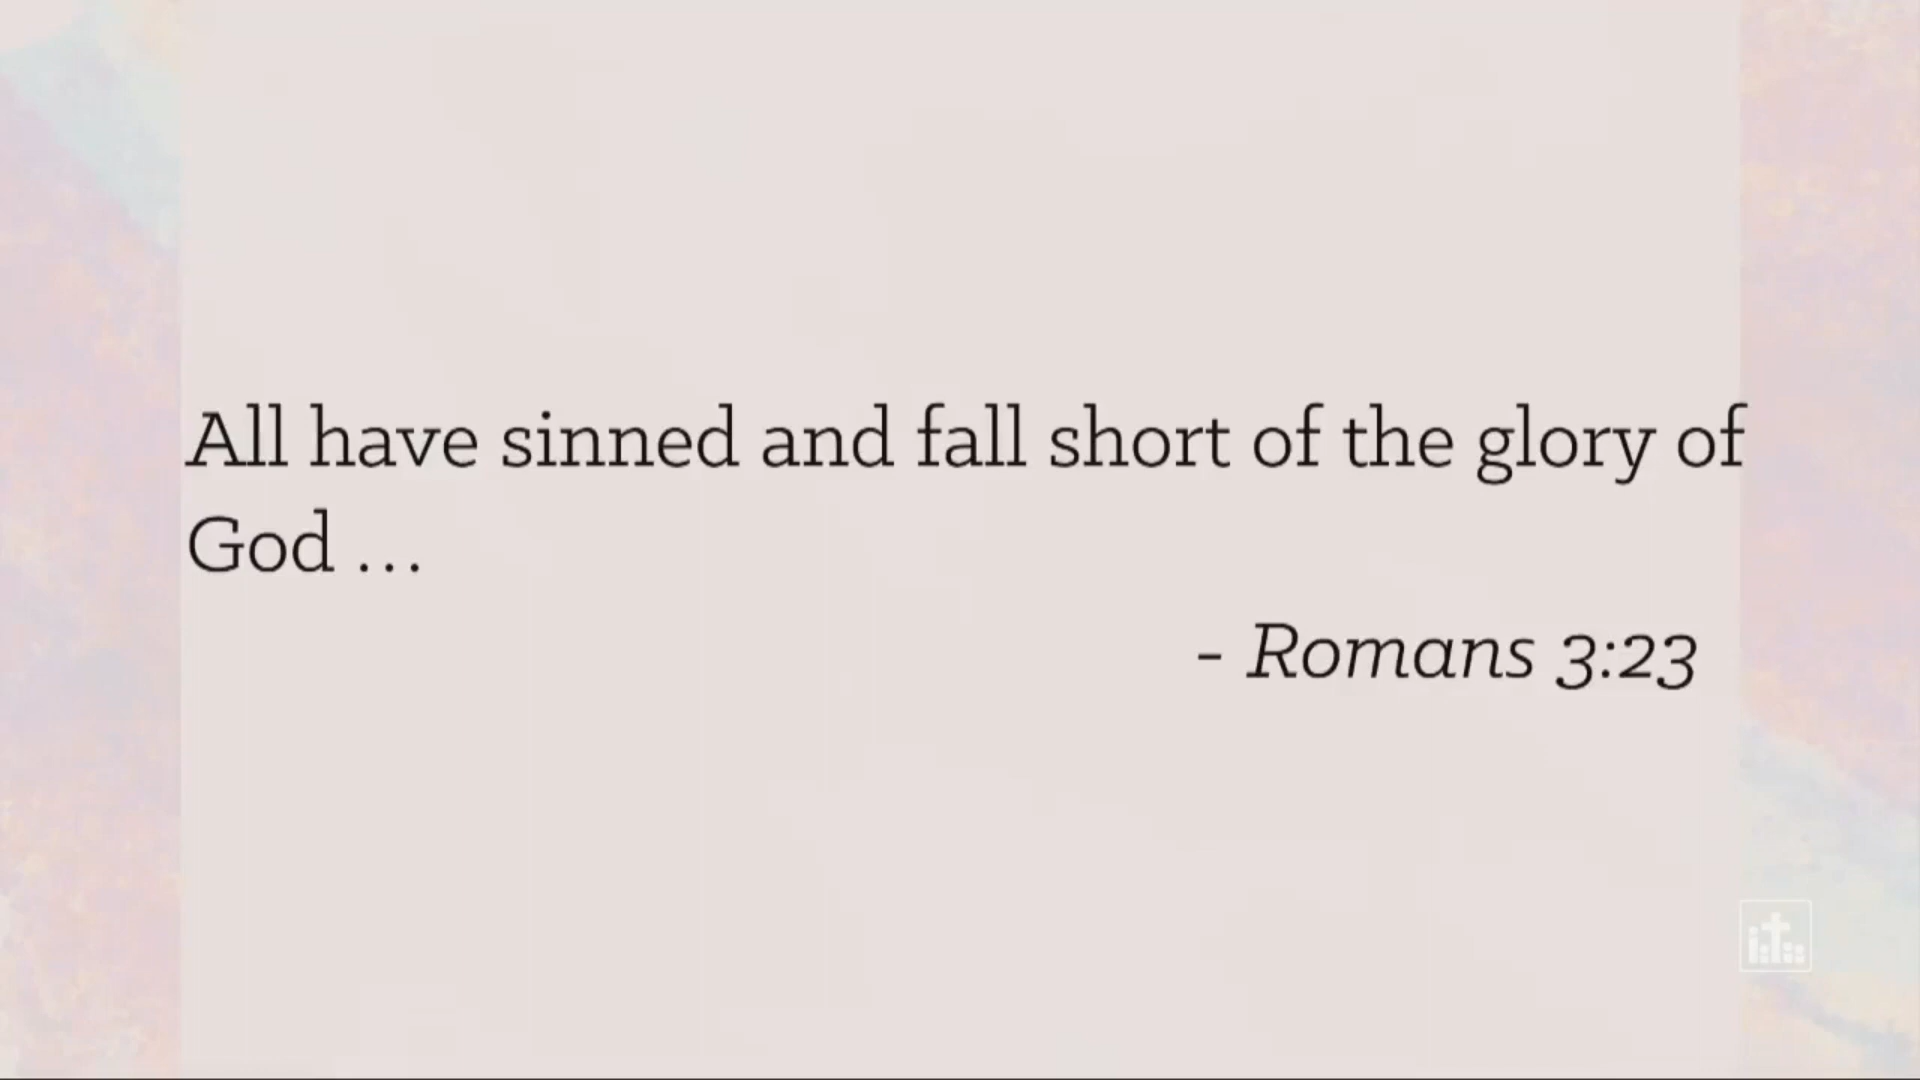 All have sinned and fall short of the glory of
God ...
- Romans 3:23